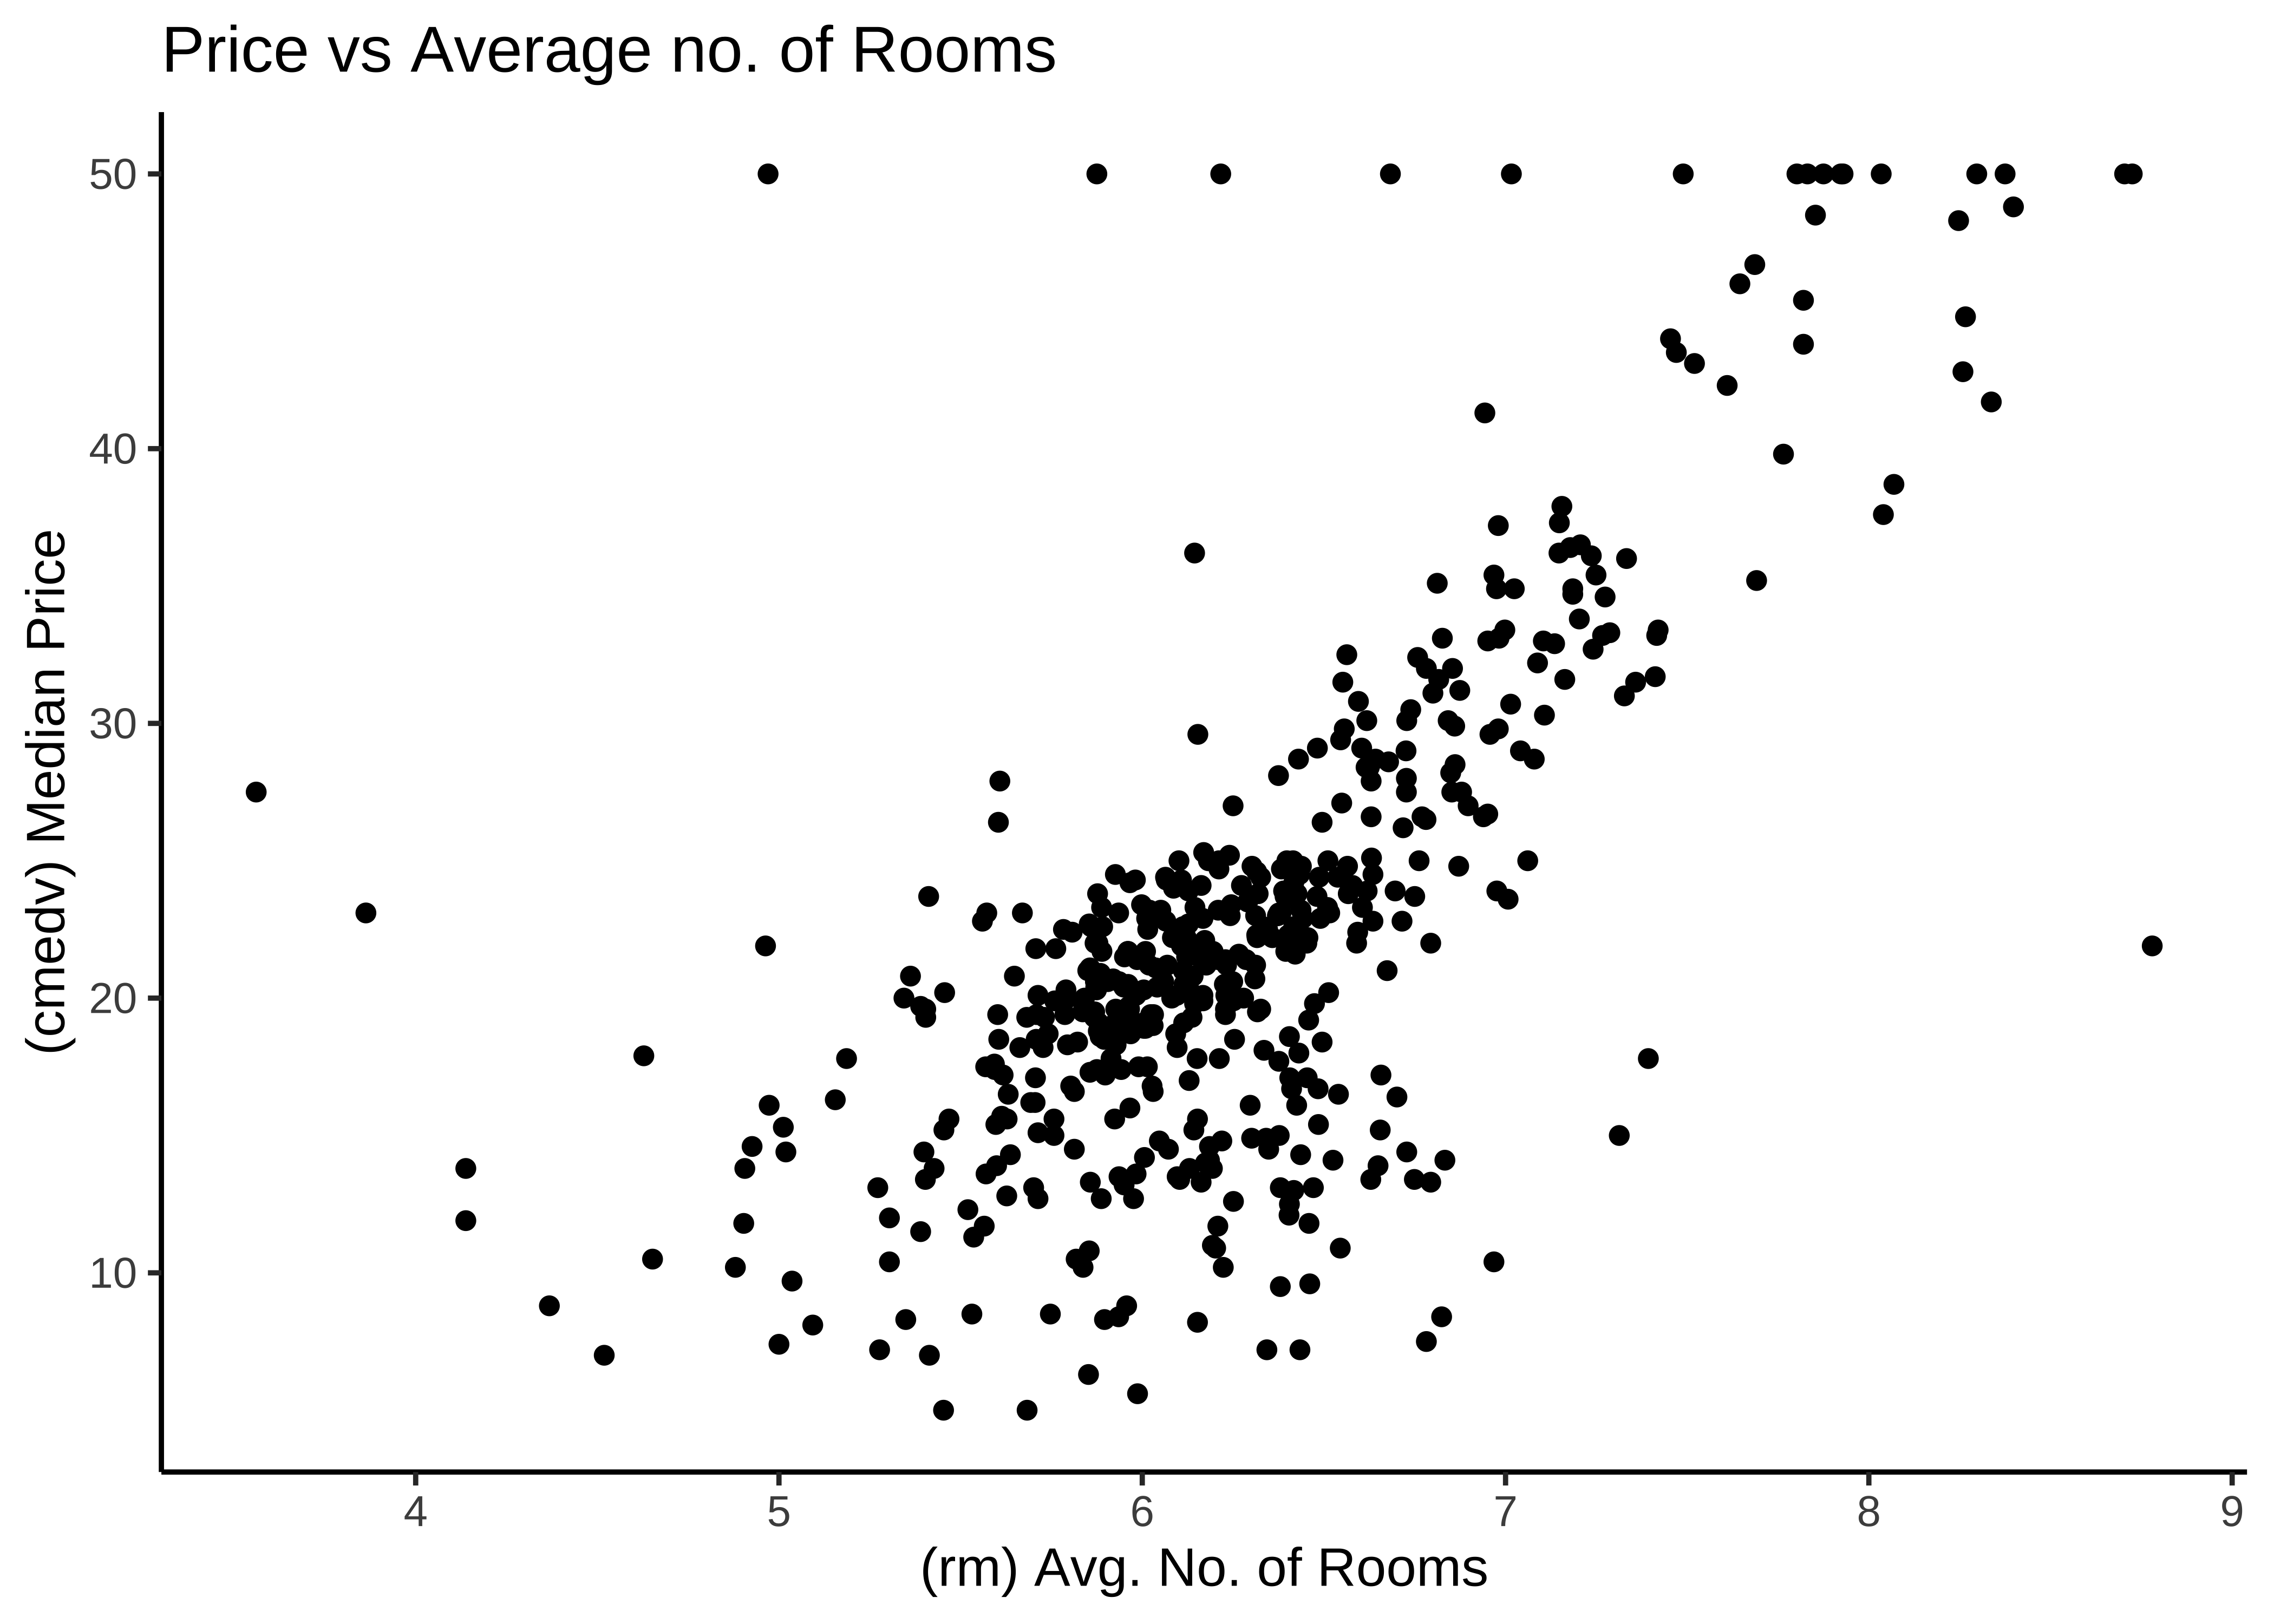 Price vs Average no. of Rooms
50
40
30
20
10
(cmedv) Median Price
4 5 6 7 8 9
(rm) Avg. No. of Rooms